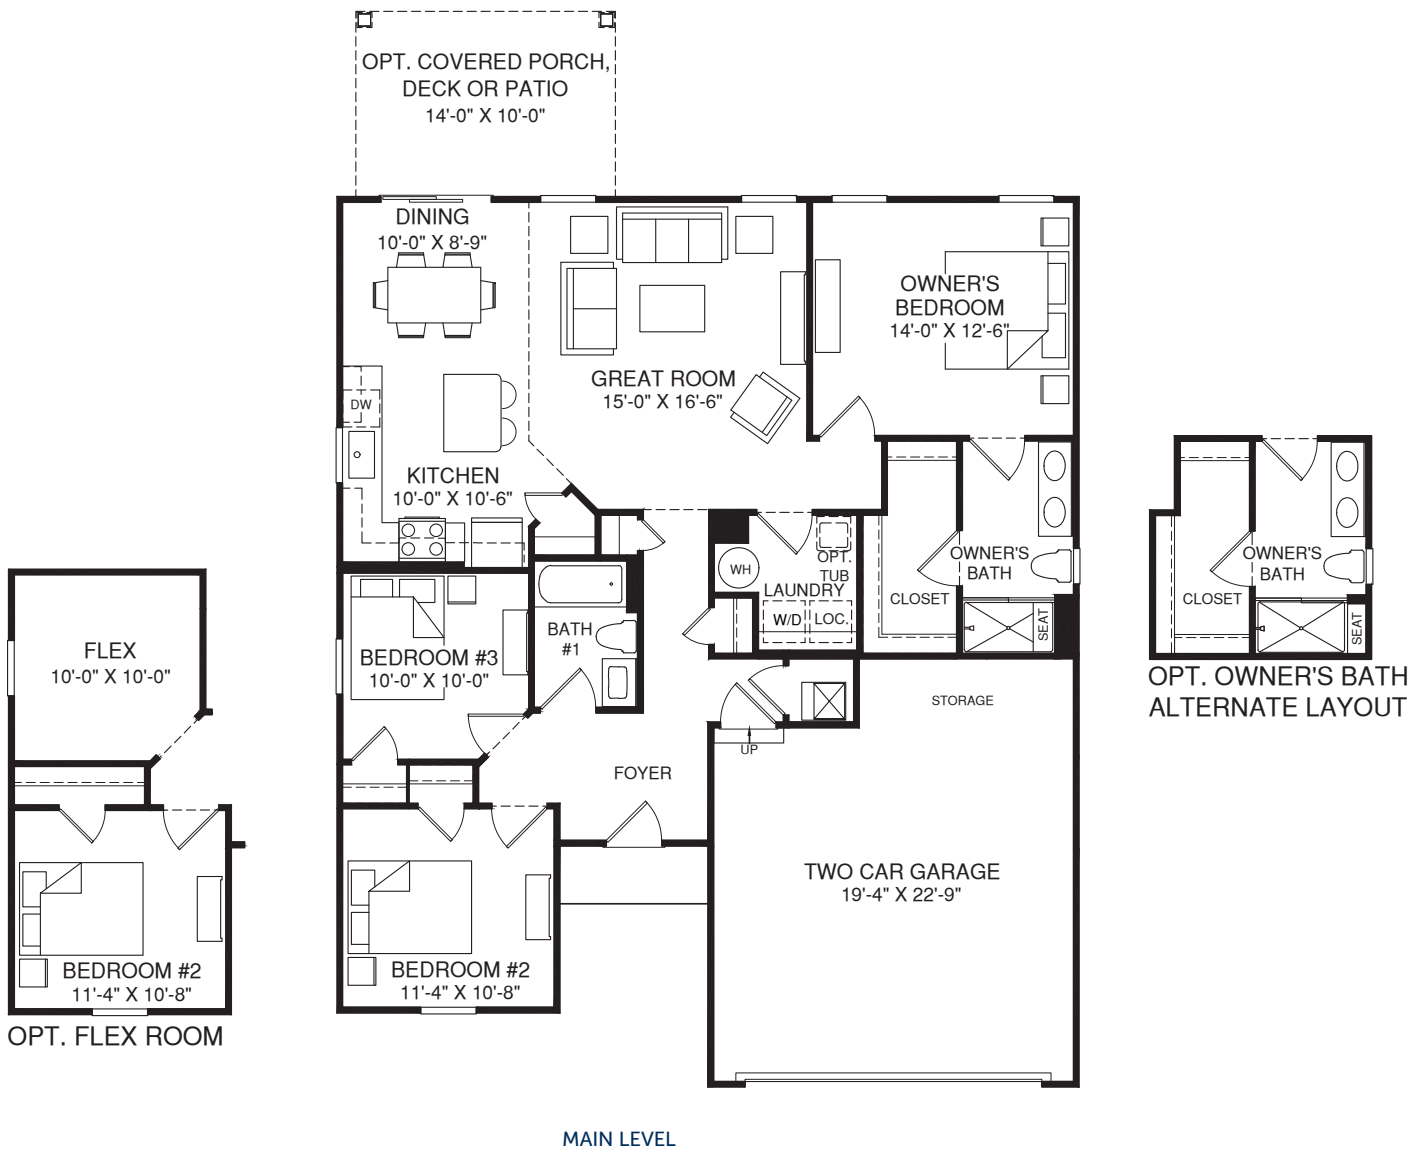 OPT. COVERED PORCH,
DECK OR PATIO
14'-0" X 10'-0"
DINING
10'-0" X 8'-9"
OWNER'S
BEDROOM
14'-0" X 12'-6"
GREAT ROOM
15'-0" X 16'-6"
DW
KITCHEN
10'-0" X 10'-6"
WH
OPT.
TUB
LAUNDRY
W/D
LOC.
OWNER'S
BATH
CLOSET
SEAT
BATH
#1
BEDROOM #3
10'-0" X 10'-0"
STORAGE
UP
FOYER
TWO CAR GARAGE
19'-4" X 22'-9"
BEDROOM #2
11'-4" X 10'-8"
FLEX
10'-0" X 10'-0"
BEDROOM #2
11'-4" X 10'-8"
OPT. FLEX ROOM
OWNER'S
BATH
CLOSET
SEAT
OPT. OWNER'S BATH
ALTERNATE LAYOUT
MAIN LEVEL